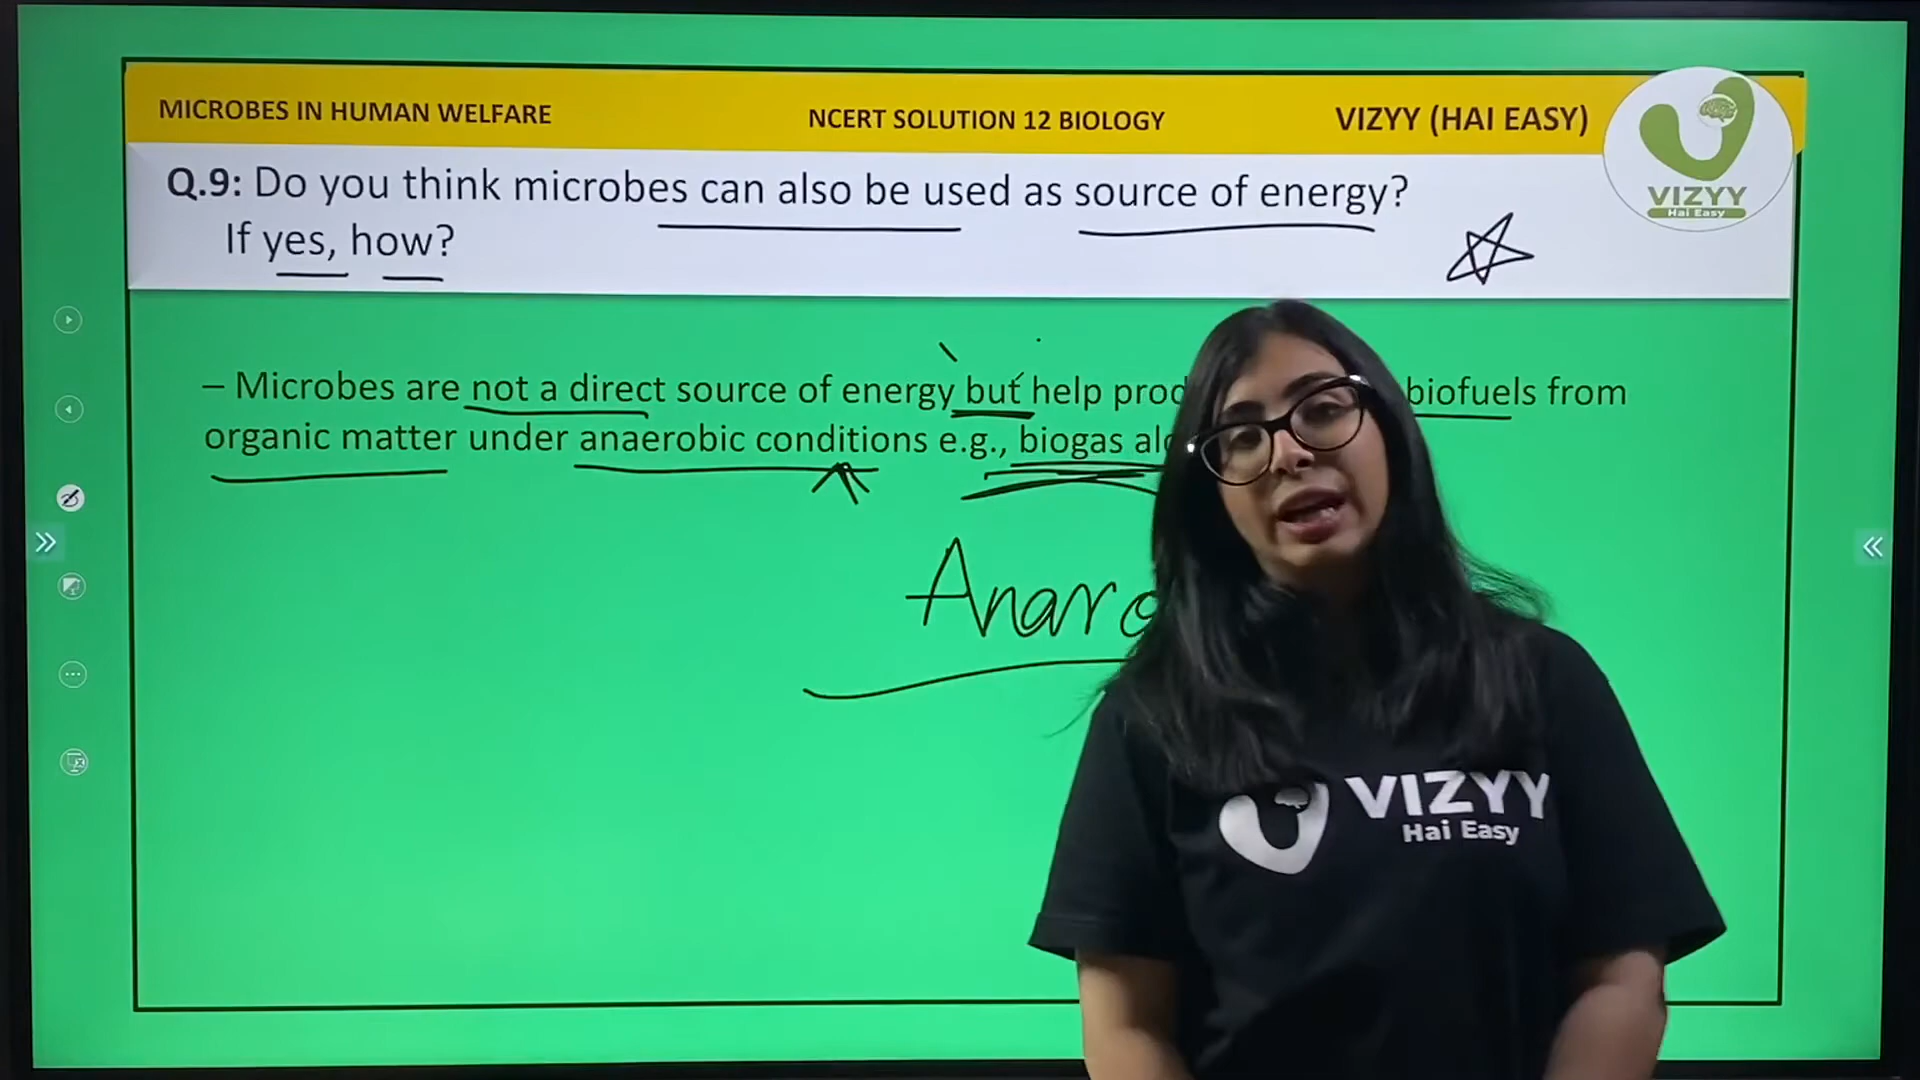 MICROBES IN HUMAN WELFARE NCERT SOLUTION 12 BIOLOGY VIZYY (HAI EASY)
VIZYY
Hai Easy
Q.9: Do you think microbes can also be used as source of energy?
If yes, how?
– Microbes are not a direct source of energy but help biofuels from
organic matter under anaerobic conditions e.g., biogas
VIZYY
Hai Easy